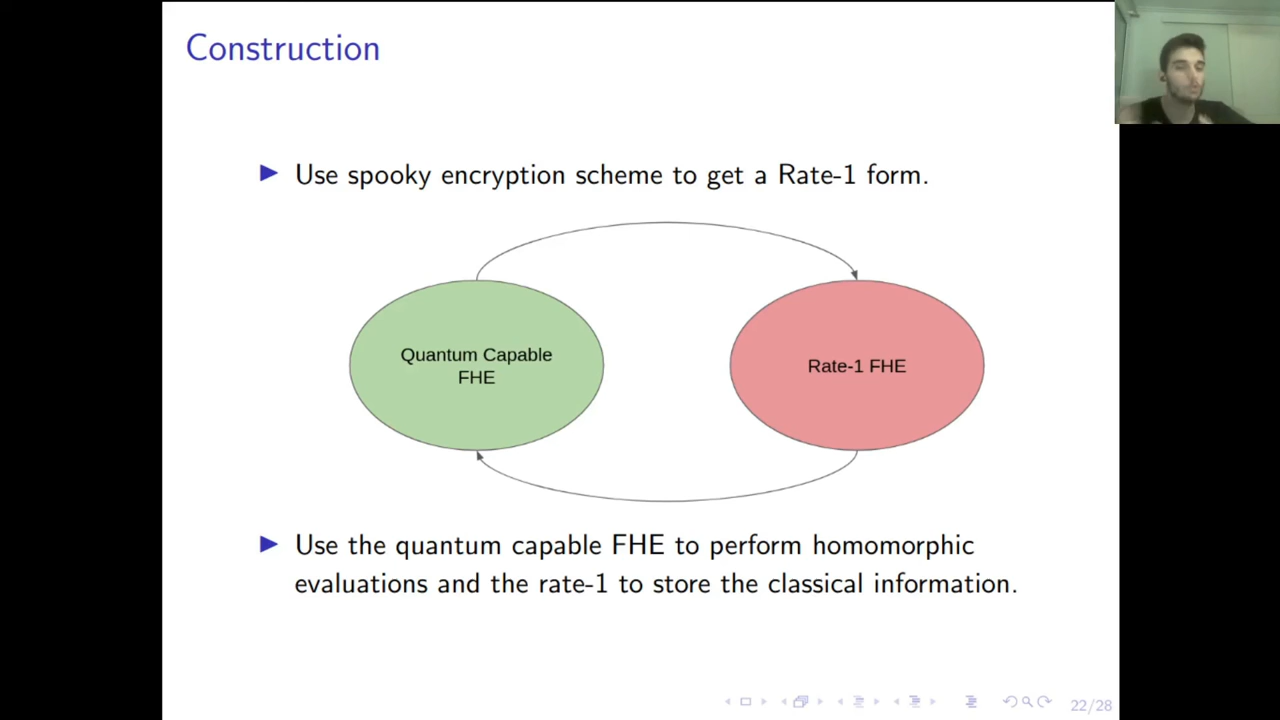 Construction
▶ Use spooky encryption scheme to get a Rate-1 form.
Quantum Capable
FHE
Rate-1 FHE
▶ Use the quantum capable FHE to perform homomorphic
evaluations and the rate-1 to store the classical information.
22/28